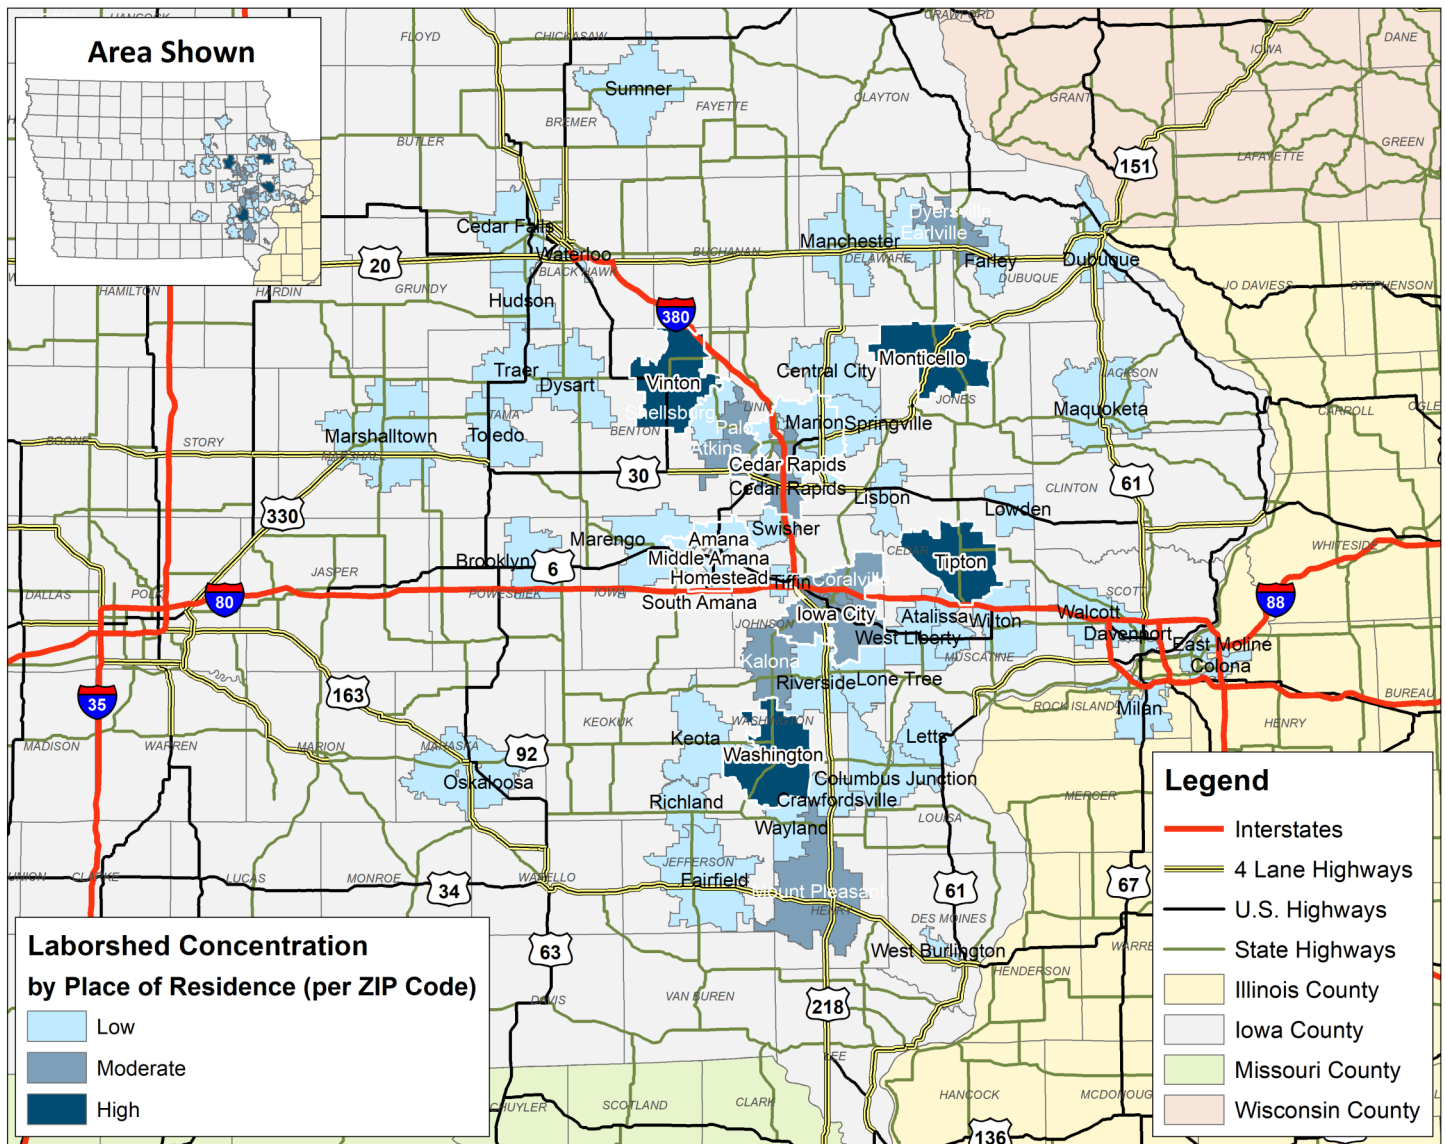 Area Shown
HANCOCK
FLOYD
CHICKASAW
CRAWFORD
IOWA
DANE
Sumner
FAYETTE
CLAYTON
GRANT
BREMER
BUTLER
GREEN
LAFAYETTE
151
Dyersville
Cedar Falls
Earlville
Manchester
Waterloo
BUCHANAN
DELAWARE
Farley
Dubuque
20
BLACK HAWK
DUBUQUE
HAMILTON
HARDIN
GRUNDY
JO DAVIESS
STEPHENSON
Hudson
380
Monticello
Traer
Central City
Vinton
Dysart
JACKSON
JONES
Shellsburg
LINN
Maquoketa
CARROLL
OGLE
TAMA
Marion
Springville
Palo
BENTON
Toledo
Marshalltown
BOONE
STORY
MARSHALL
Atkins
Cedar Rapids
30
Cedar Rapids
61
CLINTON
Lisbon
Lowden
330
Swisher
Marengo
Amana
WHITESIDE
Brooklyn
6
Middle Amana
CEDAR
Tipton
JASPER
Homestead
Tiffin
Coralville
DALLAS
POLK
80
POWESHIEK
IOWA
South Amana
SCOTT
88
Iowa City
Atalissa
Wilton
Walcott
JOHNSON
West Liberty
Davenport
East Moline
MUSCATINE
Kalona
Colona
Riverside
Lone Tree
163
35
ROCK ISLAND
Milan
BUREAU
HENRY
KEOKUK
WASHINGTON
Keota
Letts
MADISON
WARREN
MARION
MAHASKA
92
Washington
Oskaloosa
Columbus Junction
Richland
Crawfordsville
MERCER
LOUISA
Wayland
JEFFERSON
Fairfield
UNION
CLARKE
LUCAS
MONROE
WAPELLO
34
Mount Pleasant
61
67
HENRY
DES MOINES
63
West Burlington
WARRE
HENDERSON
VAN BUREN
DAVIS
218
LEE
HANCOCK
MCDONOUG
SCHUYLER
SCOTLAND
CLARK
136
Laborshed Concentration
by Place of Residence (per ZIP Code)
Low
Moderate
High
Legend
Interstates
4 Lane Highways
U.S. Highways
State Highways
Illinois County
Iowa County
Missouri County
Wisconsin County